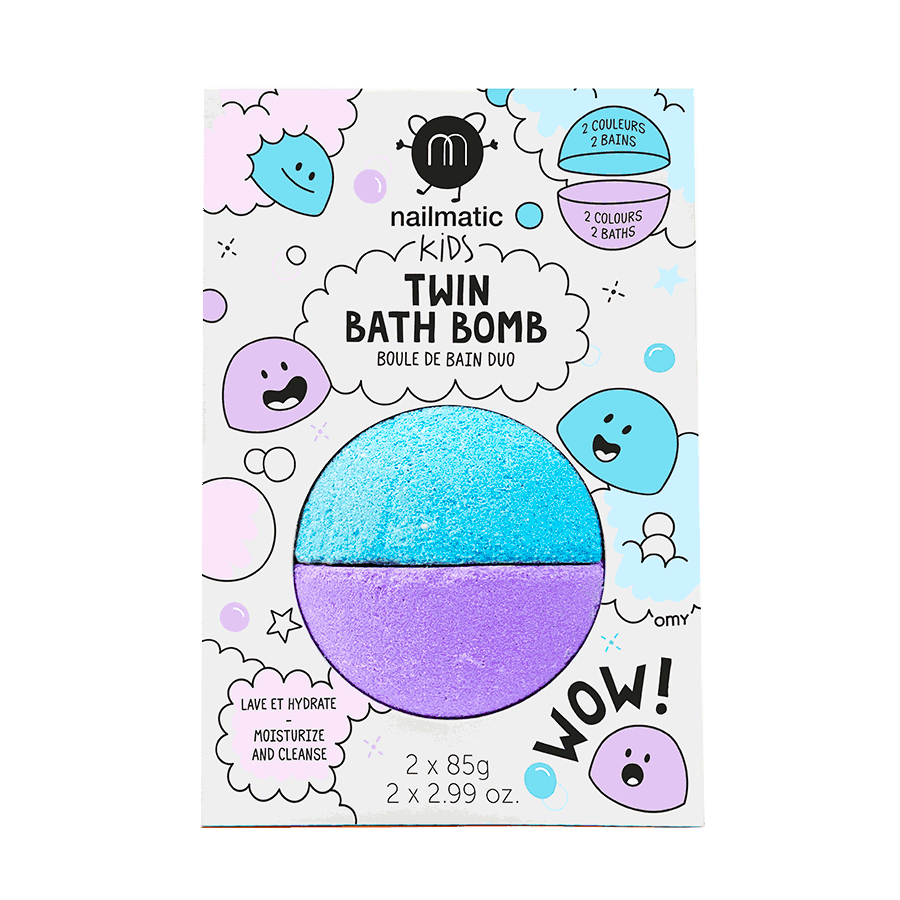 2 COULEURS
2 BAINS
m
nailmatic
KiDS
2 COLOURS
2 BATHS
TWIN
BATH BOMB
BOULE DE BAIN DUO
OMY
WOW!
LAVE ET HYDRATE
-
MOISTURIZE
AND CLEANSE
2 x 85g
2 x 2.99 oz.